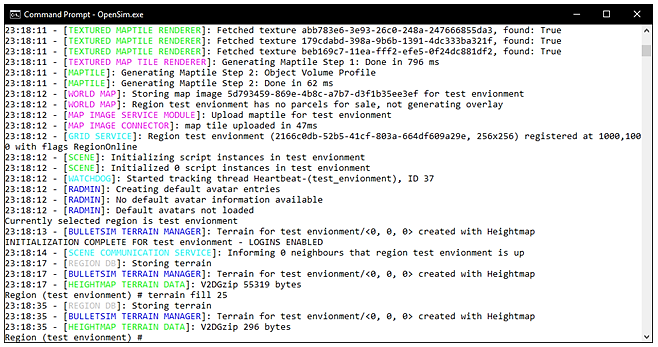 Command Prompt - OpenSim.exe
23:18:11 - [TEXTURED MAPTILE RENDERER]: Fetched texture abb783e6-3e93-26c0-248a-247666855da3, found: True
23:18:11 - [TEXTURED MAPTILE RENDERER]: Fetched texture 179cdabd-398a-9b6b-1391-4dc333ba321f, found: True
23:18:11 - [TEXTURED MAPTILE RENDERER]: Fetched texture beb169c7-11ea-fff2-efe5-0f24dc881df2, found: True
23:18:11 - [TEXTURED MAP TILE RENDERER]: Generating Maptile Step 1: Done in 796 ms
23:18:11 - [MAPTILE]: Generating Maptile Step 2: Object Volume Profile
23:18:11 - [MAPTILE]: Generating Maptile Step 2: Done in 62 ms
23:18:12 - [WORLD MAP]: Storing map image 5d793459-869e-4b8c-a7b7-d3f1b35ee3ef for test envionment
23:18:12 - [WORLD MAP]: Region test envionment has no parcels for sale, not generating overlay
23:18:12 - [MAP IMAGE SERVICE MODULE]: Upload maptile for test envionment
23:18:12 - [MAP IMAGE CONNECTOR]: map tile uploaded in 47ms
23:18:12 - [GRID SERVICE]: Region test envionment (2166c0db-52b5-41cf-803a-664df609a29e, 256x256) registered at 1000,100
0 with flags RegionOnline
23:18:12 - [SCENE]: Initializing script instances in test envionment
23:18:12 - [SCENE]: Initialized 0 script instances in test envionment
23:18:12 - [WATCHDOG]: Started tracking thread Heartbeat-(test_envionment), ID 37
23:18:12 - [RADMIN]: Creating default avatar entries
23:18:12 - [RADMIN]: No default avatar information available
23:18:12 - [RADMIN]: Default avatars not loaded
Currently selected region is test envionment
23:18:13 - [BULLETSIM TERRAIN MANAGER]: Terrain for test envionment/<0, 0, 0> created with Heightmap
INITIALIZATION COMPLETE FOR test envionment - LOGINS ENABLED
23:18:14 - [SCENE COMMUNICATION SERVICE]: Informing 0 neighbours that region test envionment is up
23:18:17 - [REGION DB]: Storing terrain
23:18:17 - [BULLETSIM TERRAIN MANAGER]: Terrain for test envionment/<0, 0, 0> created with Heightmap
23:18:17 - [HEIGHTMAP TERRAIN DATA]: V2DGzip 55319 bytes
Region (test envionment) # terrain fill 25
23:18:35 - [REGION DB]: Storing terrain
23:18:35 - [BULLETSIM TERRAIN MANAGER]: Terrain for test envionment/<0, 0, 0> created with Heightmap
23:18:35 - [HEIGHTMAP TERRAIN DATA]: V2DGzip 296 bytes
Region (test envionment) #